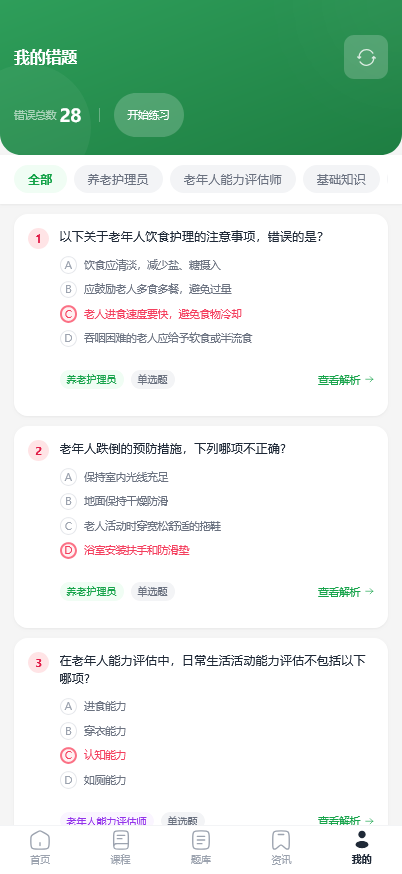 我的错题
错误总数 28
开始练习
全部 养老护理员 老年人能力评估师 基础知识
1 以下关于老年人饮食护理的注意事项，错误的是?
A 饮食应清淡，减少盐、糖摄入
B 应鼓励老人多食多餐，避免过量
C 老人进食速度要快，避免食物冷却
D 吞咽困难的老人应给予软食或半流食
养老护理员 单选题 查看解析 →
2 老年人跌倒的预防措施，下列哪项不正确?
A 保持室内光线充足
B 地面保持干燥防滑
C 老人活动时穿宽松舒适的拖鞋
D 浴室安装扶手和防滑垫
养老护理员 单选题 查看解析 →
3 在老年人能力评估中，日常生活活动能力评估不包括以下
哪项?
A 进食能力
B 穿衣能力
C 认知能力
D 如厕能力
老年人能力评估师 单选题 查看解析 →
首页 课程 题库 资讯 我的